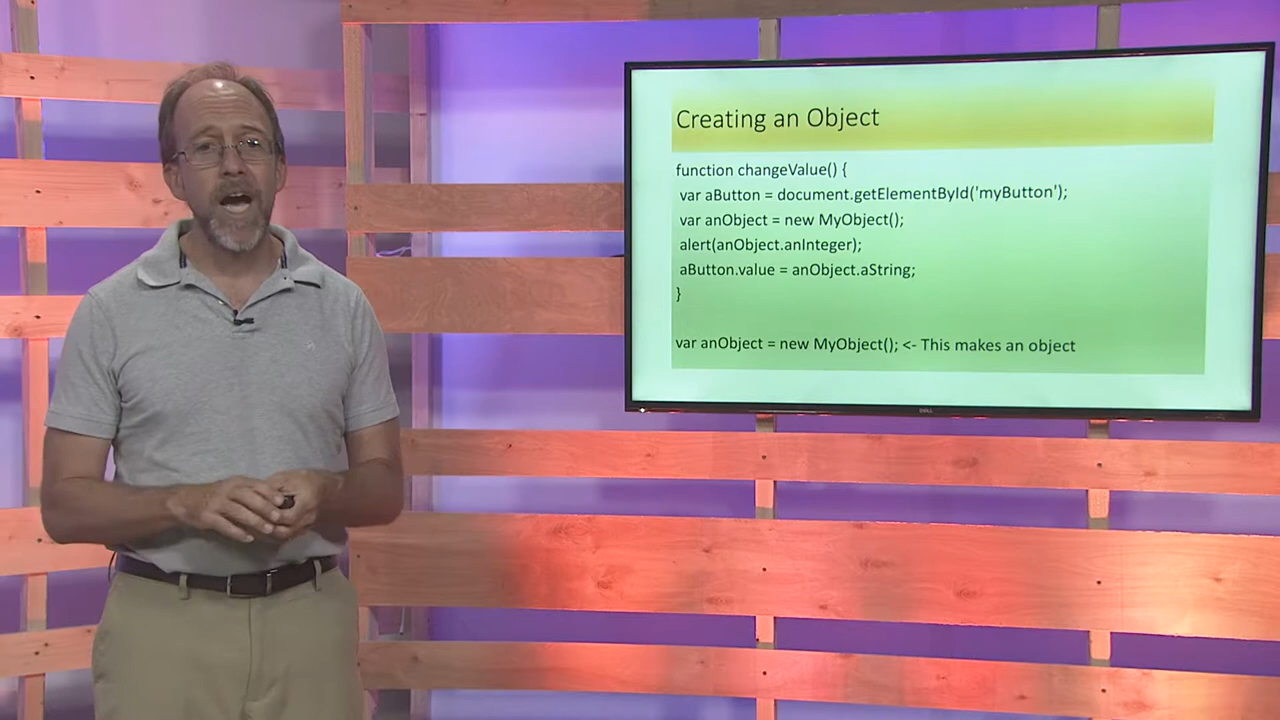 Creating an Object
function changeValue() {
var aButton = document.getElementById('myButton');
var anObject = new MyObject();
alert(anObject.anInteger);
aButton.value = anObject.aString;
}
var anObject = new MyObject(); <- This makes an object
DELL